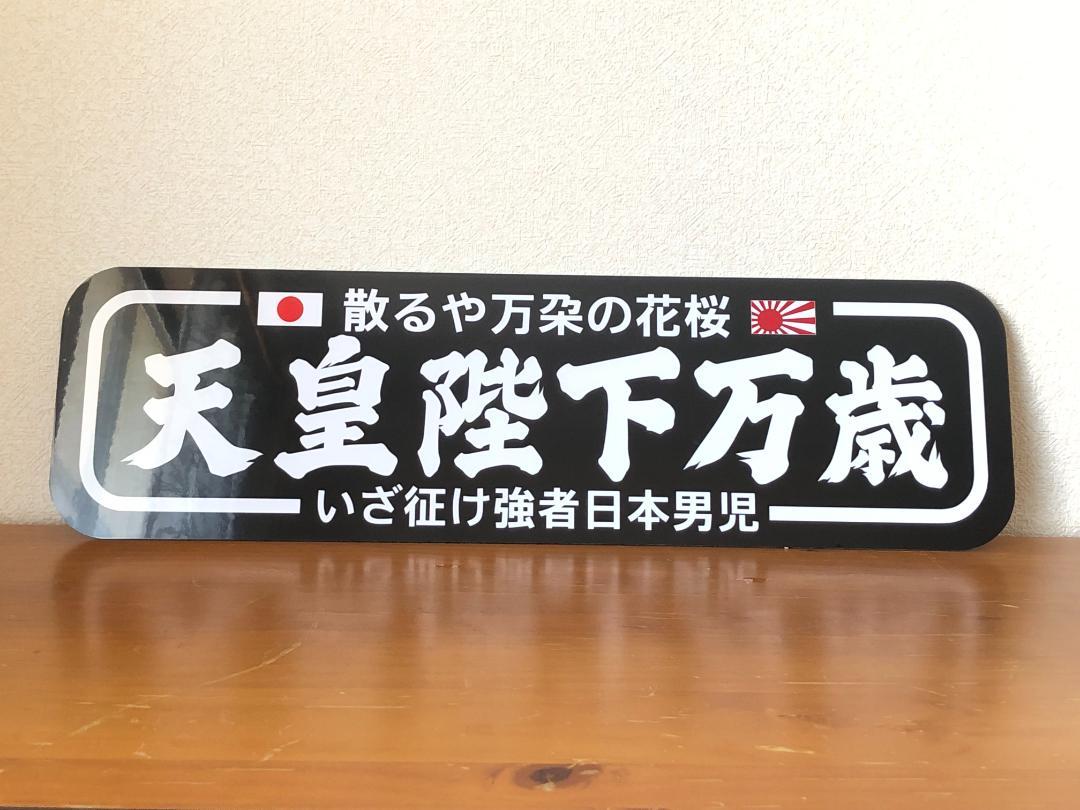 散るや万朶の花桜
天皇陛下万歳
いざ征け強者日本男児